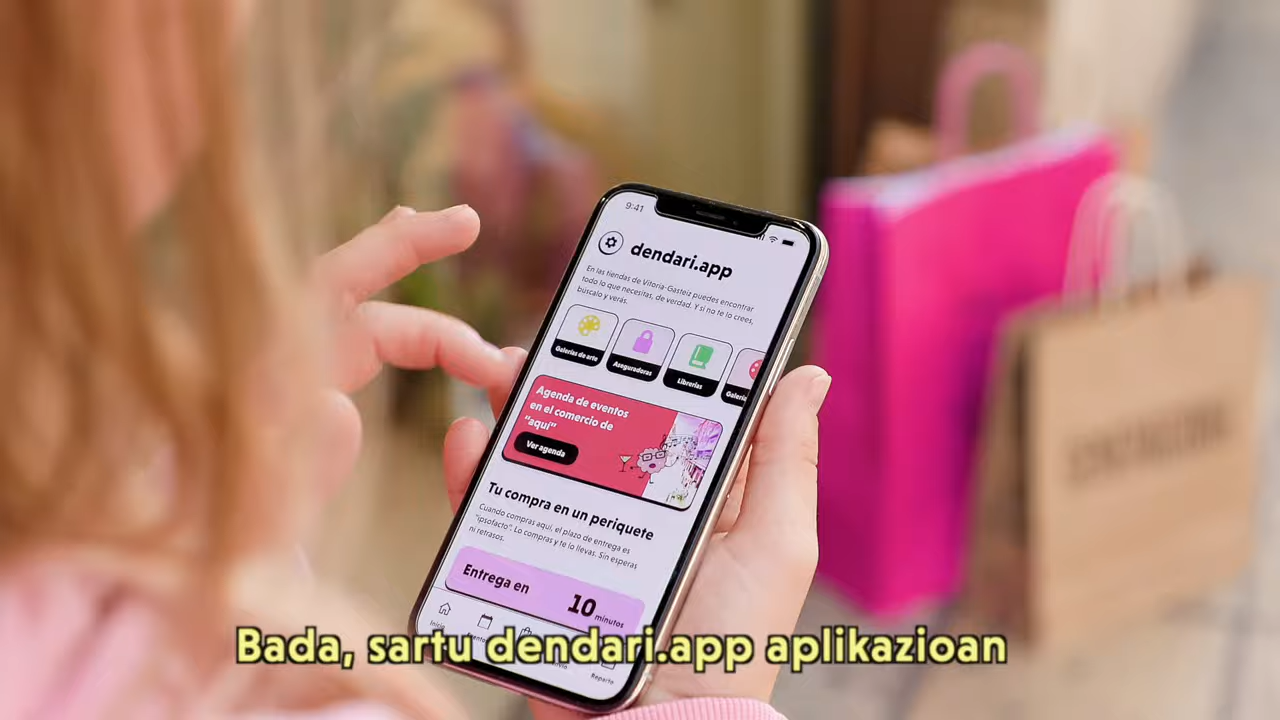 9:41
dendari.app
En las tiendas de Vitoria-Gasteiz puedes encontrar
todo lo que necesitas, de verdad. Y si no te lo crees,
búscalo y verás.
Galerías de arte
Aseguradoras
Librerías
Galería
Agenda de eventos
en el comercio de
"aquí"
Ver agenda
Tu compra en un periquete
Cuando compras aquí, el plazo de entrega es
"ipsofacto". Lo compras y te lo llevas. Sin esperas
ni retrasos.
Entrega en
10 minutos
Inicio
Reparto
Bada, sartu dendari.app aplikazioan